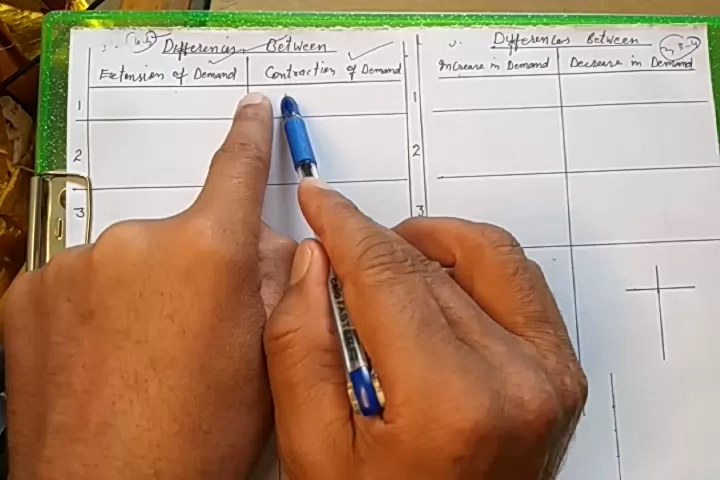 Differences Between
Extension of Demand Contraction of Demand
1
2
3
Differences Between
Increase in Demand Decrease in Demand
1
2
3